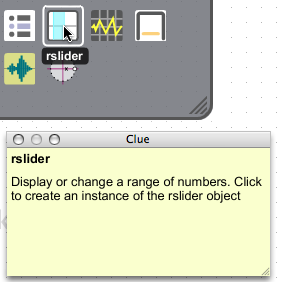 rslider
Clue
rslider
Display or change a range of numbers. Click
to create an instance of the rslider object